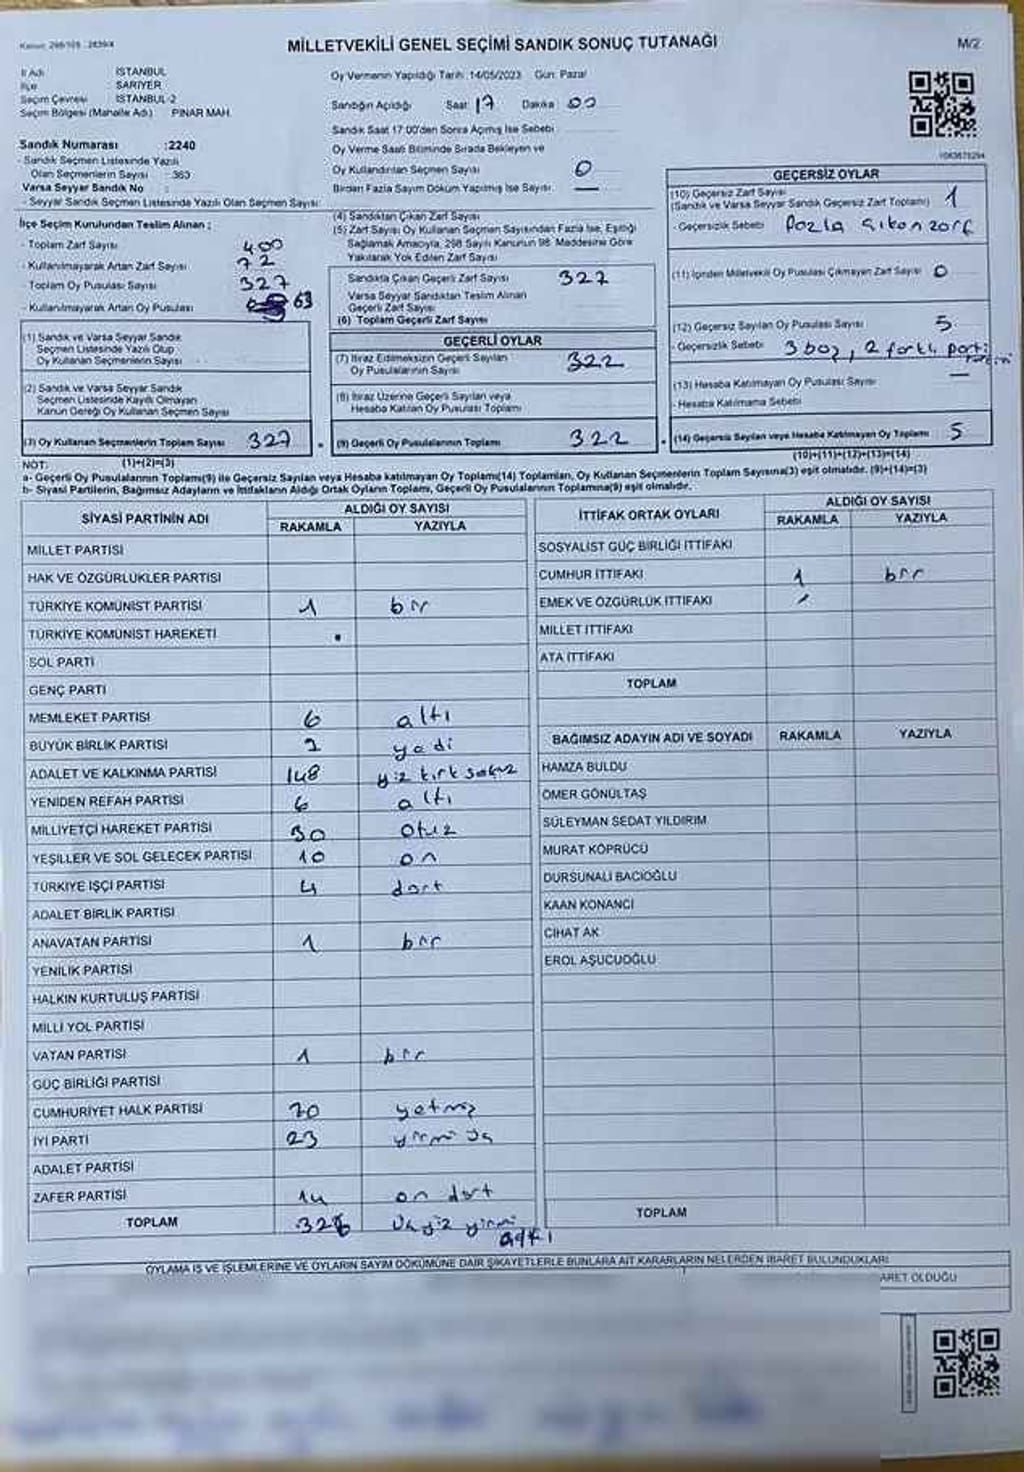 Kanun: 298/105 - 2839/4
MİLLETVEKİLİ GENEL SEÇİMİ SANDIK SONUÇ TUTANAĞI
M/2
İl Adı İSTANBUL
İlçe SARIYER
Seçim Çevresi İSTANBUL-2
Seçim Bölgesi (Mahalle Adı) PINAR MAH.
Oy Vermenin Yapıldığı Tarih: 14/05/2023 Gün: Pazar
Sandığın Açıldığı Saat 17 Dakika 00
Sandık Saat 17:00'den Sonra Açılmış İse Sebebi
Oy Verme Saati Bitiminde Sırada Bekleyen ve
Oy Kullandırılan Seçmen Sayısı 0
Birden Fazla Sayım Döküm Yapılmış İse Sayısı —
Sandık Numarası :2240
- Sandık Seçmen Listesinde Yazılı
Olan Seçmenlerin Sayısı :363
Varsa Seyyar Sandık No :
- Seyyar Sandık Seçmen Listesinde Yazılı Olan Seçmen Sayısı:
İlçe Seçim Kurulundan Teslim Alınan :
- Toplam Zarf Sayısı 400
- Kullanılmayarak Artan Zarf Sayısı 72
Toplam Oy Pusulası Sayısı 327
- Kullanılmayarak Artan Oy Pusulası 63
(1) Sandık ve Varsa Seyyar Sandık
Seçmen Listesinde Yazılı Olup
Oy Kullanan Seçmenlerin Sayısı
(2) Sandık ve Varsa Seyyar Sandık
Seçmen Listesinde Kayıtlı Olmayan
Kanun Gereği Oy Kullanan Seçmen Sayısı
(3) Oy Kullanan Seçmenlerin Toplam Sayısı 327
(4) Sandıktan Çıkan Zarf Sayısı
(5) Zarf Sayısı Oy Kullanan Seçmen Sayısından Fazla İse, Eşitliği
Sağlamak Amacıyla, 298 Sayılı Kanunun 98. Maddesine Göre
Yakılarak Yok Edilen Zarf Sayısı
Sandıkta Çıkan Geçerli Zarf Sayısı 327
Varsa Seyyar Sandıktan Teslim Alınan
Geçerli Zarf Sayısı
(6) Toplam Geçerli Zarf Sayısı
GEÇERLİ OYLAR
(7) İtiraz Edilmeksizin Geçerli Sayılan
Oy Pusulalarının Sayısı 322
(8) İtiraz Üzerine Geçerli Sayılan veya
Hesaba Katılan Oy Pusulası Toplamı
(9) Geçerli Oy Pusulalarının Toplamı 322
GEÇERSİZ OYLAR
(10) Geçersiz Zarf Sayısı 1
(Sandık ve Varsa Seyyar Sandık Geçersiz Zarf Toplamı)
- Geçersizlik Sebebi
(11) İçinden Milletvekili Oy Pusulası Çıkmayan Zarf Sayısı 0
(12) Geçersiz Sayılan Oy Pusulası Sayısı 5
- Geçersizlik Sebebi 3 boş, 2 farklı parti
(13) Hesaba Katılmayan Oy Pusulası Sayısı —
- Hesaba Katılmama Sebebi
(14) Geçersiz Sayılan veya Hesaba Katılmayan Oy Toplamı 5
NOT: (1)+(2)=(3)
(10)+(11)+(12)+(13)=(14)
a- Geçerli Oy Pusulalarının Toplamı(9) ile Geçersiz Sayılan veya Hesaba katılmayan Oy Toplamı(14) Toplamları, Oy Kullanan Seçmenlerin Toplam Sayısına(3) eşit olmalıdır. (9)+(14)=(3)
b- Siyasi Partilerin, Bağımsız Adayların ve İttifakların Aldığı Ortak Oyların Toplamı, Geçerli Oy Pusulalarının Toplamına(9) eşit olmalıdır.
SİYASİ PARTİNİN ADI ALDIĞI OY SAYISI
RAKAMLA YAZIYLA
MİLLET PARTİSİ
HAK VE ÖZGÜRLÜKLER PARTİSİ
TÜRKİYE KOMÜNİST PARTİSİ 1 bir
TÜRKİYE KOMÜNİST HAREKETİ
SOL PARTİ
GENÇ PARTİ
MEMLEKET PARTİSİ 6 altı
BÜYÜK BİRLİK PARTİSİ 7 yedi
ADALET VE KALKINMA PARTİSİ 148 yüz kırk sekiz
YENİDEN REFAH PARTİSİ 6 altı
MİLLİYETÇİ HAREKET PARTİSİ 30 otuz
YEŞİLLER VE SOL GELECEK PARTİSİ 10 on
TÜRKİYE İŞÇİ PARTİSİ 4 dört
ADALET BİRLİK PARTİSİ
ANAVATAN PARTİSİ 1 bir
YENİLİK PARTİSİ
HALKIN KURTULUŞ PARTİSİ
MİLLİ YOL PARTİSİ
VATAN PARTİSİ 1 bir
GÜÇ BİRLİĞİ PARTİSİ
CUMHURİYET HALK PARTİSİ 70 yetmiş
İYİ PARTİ 23 yirmi üç
ADALET PARTİSİ
ZAFER PARTİSİ 14 on dört
TOPLAM üç yüz yirmi
İTTİFAK ORTAK OYLARI ALDIĞI OY SAYISI
RAKAMLA YAZIYLA
SOSYALİST GÜÇ BİRLİĞİ İTTİFAKI
CUMHUR İTTİFAKI 1 bir
EMEK VE ÖZGÜRLÜK İTTİFAKI
MİLLET İTTİFAKI
ATA İTTİFAKI
TOPLAM
BAĞIMSIZ ADAYIN ADI VE SOYADI RAKAMLA YAZIYLA
HAMZA BULDU
ÖMER GÖNÜLTAŞ
SÜLEYMAN SEDAT YILDIRIM
MURAT KÖPRÜCÜ
DURSUNALİ BACIOĞLU
KAAN KONANCI
CİHAT AK
EROL AŞUCUOĞLU
TOPLAM
OYLAMA İŞ VE İŞLEMLERİNE VE OYLARIN SAYIM DÖKÜMÜNE DAİR ŞİKAYETLERLE BUNLARA AİT KARARLARIN NELERDEN İBARET BULUNDUKLARI
ARET OLDUĞU